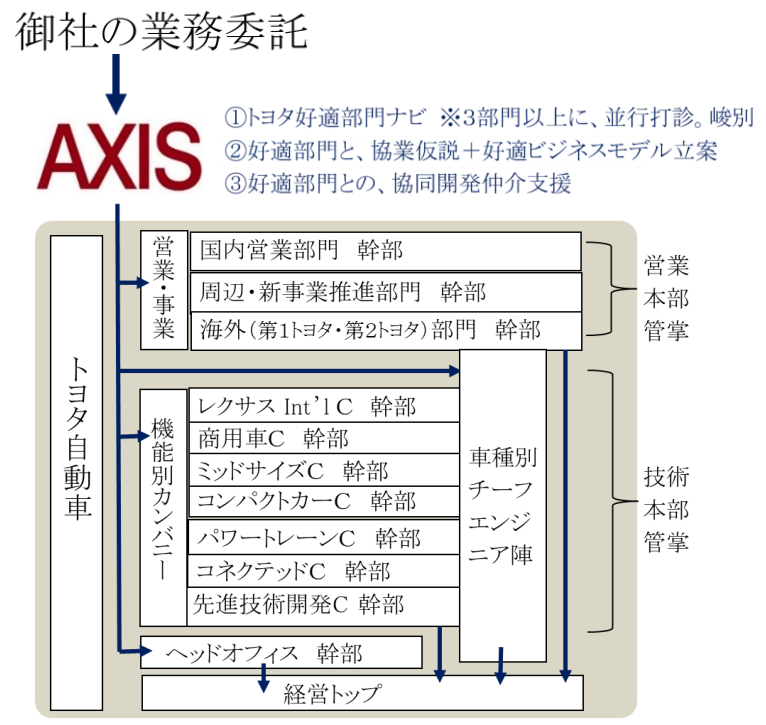 御社の業務委託
AXIS
①トヨタ好適部門ナビ ※3部門以上に、並行打診。峻別
②好適部門と、協業仮説＋好適ビジネスモデル立案
③好適部門との、協同開発仲介支援
トヨタ自動車
営業・事業
国内営業部門 幹部
周辺・新事業推進部門 幹部
海外(第1トヨタ・第2トヨタ)部門 幹部
営業
本部
管掌
機能別カンパニー
レクサス Int’l C 幹部
商用車C 幹部
ミッドサイズC 幹部
コンパクトカーC 幹部
パワートレーンC 幹部
コネクテッドC 幹部
先進技術開発C 幹部
車種別
チーフ
エンジ
ニア陣
技術
本部
管掌
ヘッドオフィス 幹部
経営トップ